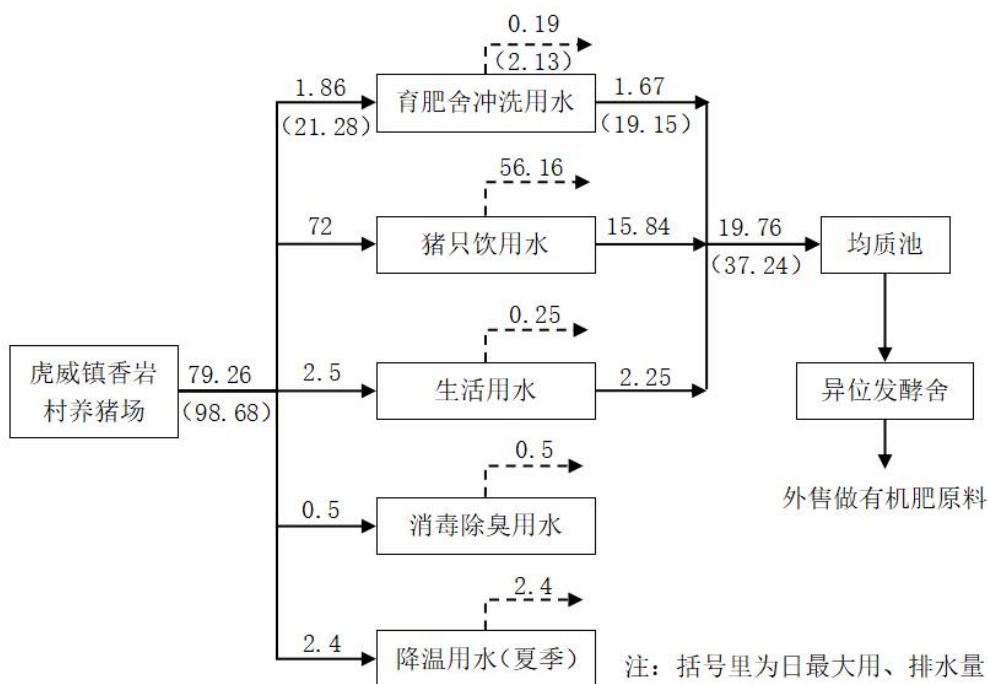 0.19
(2.13)
1.86
(21.28)
育肥舍冲洗用水
1.67
(19.15)
56.16
72
猪只饮用水
15.84
19.76
(37.24)
均质池
0.25
虎威镇香岩
村养猪场
79.26
(98.68)
2.5
生活用水
2.25
异位发酵舍
0.5
0.5
消毒除臭用水
外售做有机肥原料
2.4
2.4
降温用水(夏季)
注：括号里为日最大用、排水量